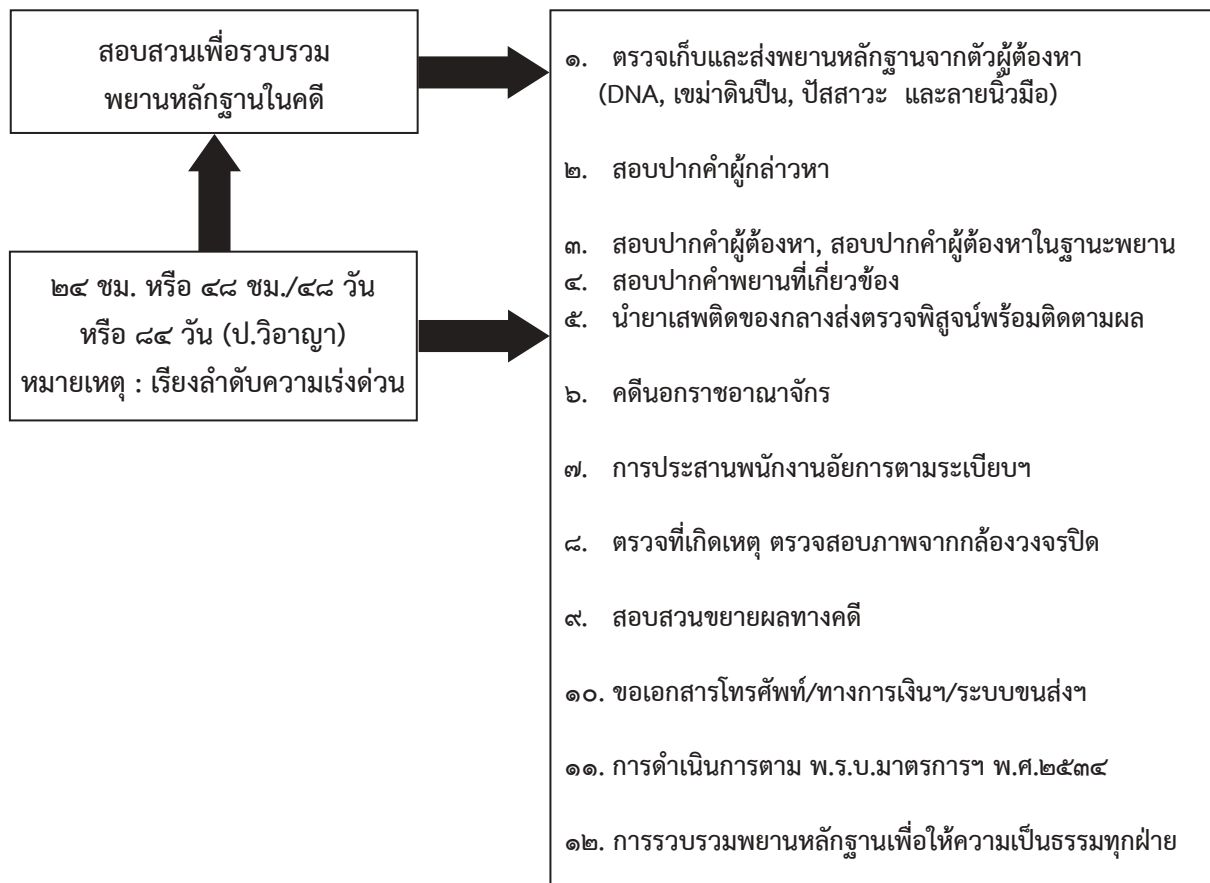 สอบสวนเพื่อรวบรวม
พยานหลักฐานในคดี
๒๔ ชม. หรือ ๔๘ ชม./๔๘ วัน
หรือ ๘๔ วัน (ป.วิอาญา)
หมายเหตุ : เรียงลำดับความเร่งด่วน
๑. ตรวจเก็บและส่งพยานหลักฐานจากตัวผู้ต้องหา
(DNA, เขม่าดินปืน, ปัสสาวะ และลายนิ้วมือ)
๒. สอบปากคำผู้กล่าวหา
๓. สอบปากคำผู้ต้องหา, สอบปากคำผู้ต้องหาในฐานะพยาน
๔. สอบปากคำพยานที่เกี่ยวข้อง
๕. นำยาเสพติดของกลางส่งตรวจพิสูจน์พร้อมติดตามผล
๖. คดีนอกราชอาณาจักร
๗. การประสานพนักงานอัยการตามระเบียบฯ
๘. ตรวจที่เกิดเหตุ ตรวจสอบภาพจากกล้องวงจรปิด
๙. สอบสวนขยายผลทางคดี
๑๐. ขอเอกสารโทรศัพท์/ทางการเงินฯ/ระบบขนส่งฯ
๑๑. การดำเนินการตาม พ.ร.บ.มาตรการฯ พ.ศ.๒๕๓๔
๑๒. การรวบรวมพยานหลักฐานเพื่อให้ความเป็นธรรมทุกฝ่าย